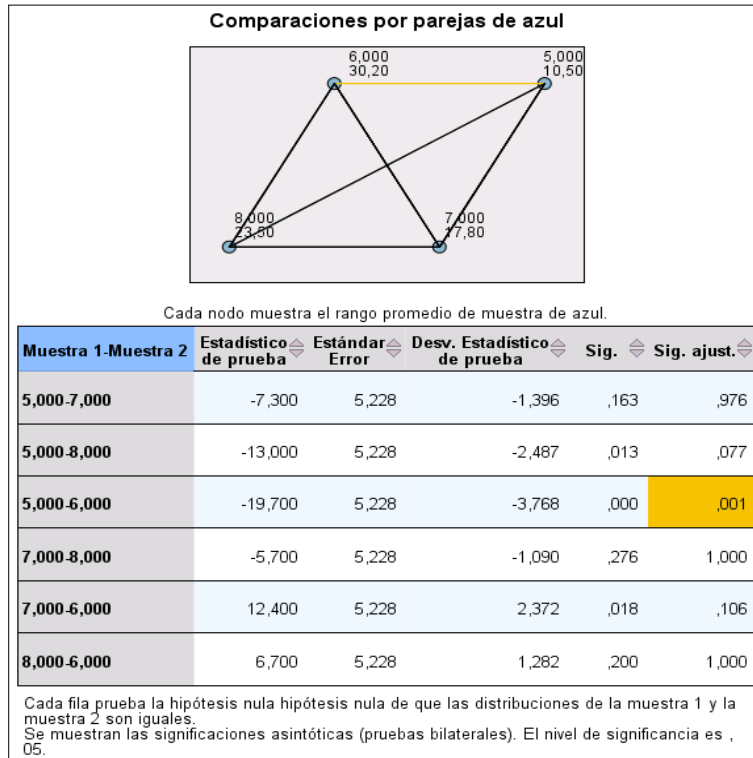 Comparaciones por parejas de azul
6,000
30,20
5,000
10,50
8,000
23,50
7,000
17,80
Cada nodo muestra el rango promedio de muestra de azul.
Muestra 1-Muestra 2 Estadístico de prueba Estándar Error Desv. Estadístico de prueba Sig. Sig. ajust.
5,000-7,000 -7,300 5,228 -1,396 ,163 ,976
5,000-8,000 -13,000 5,228 -2,487 ,013 ,077
5,000-6,000 -19,700 5,228 -3,768 ,000 ,001
7,000-8,000 -5,700 5,228 -1,090 ,276 1,000
7,000-6,000 12,400 5,228 2,372 ,018 ,106
8,000-6,000 6,700 5,228 1,282 ,200 1,000
Cada fila prueba la hipótesis nula hipótesis nula de que las distribuciones de la muestra 1 y la
muestra 2 son iguales.
Se muestran las significaciones asintóticas (pruebas bilaterales). El nivel de significancia es ,
05.